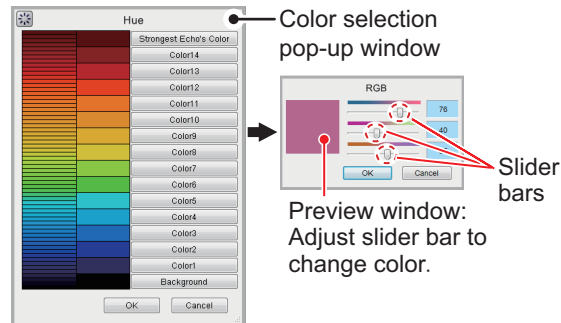 Hue
Strongest Echo's Color
Color14
Color13
Color12
Color11
Color10
Color9
Color8
Color7
Color6
Color5
Color4
Color3
Color2
Color1
Background
OK Cancel
Color selection
pop-up window
RGB
76
40
OK Cancel
Slider
bars
Preview window:
Adjust slider bar to
change color.